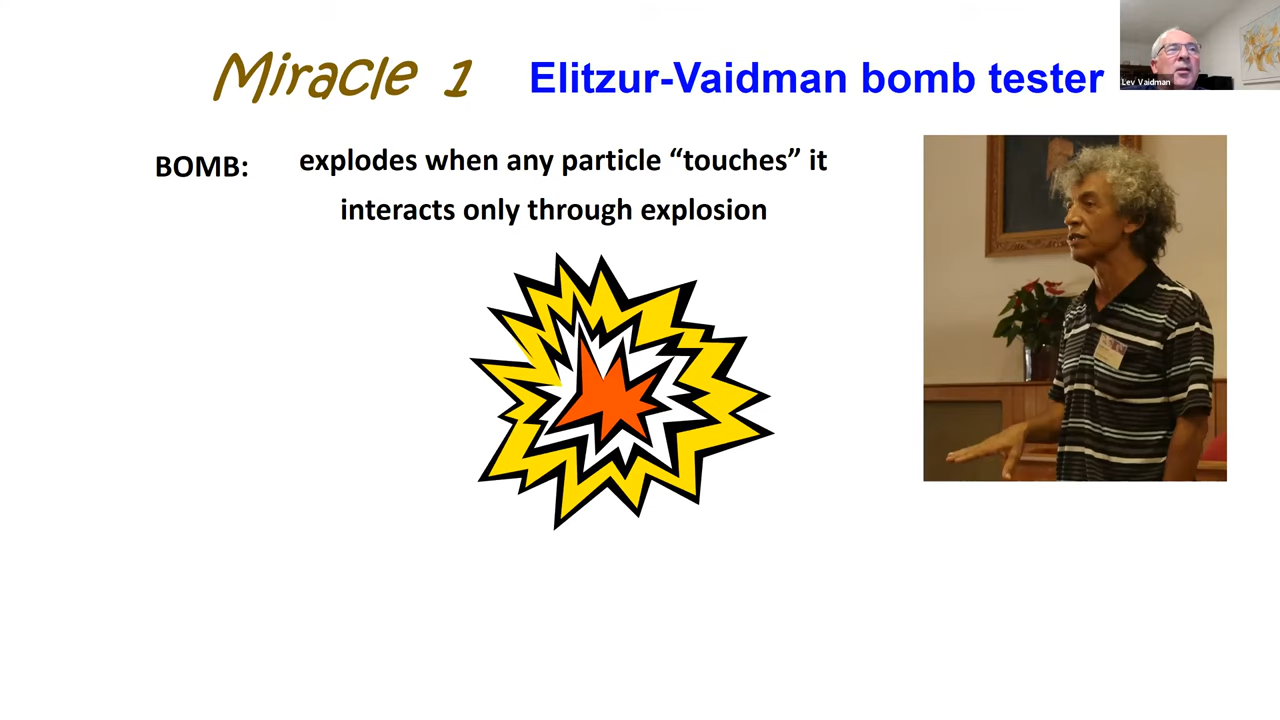 Miracle 1 Elitzur-Vaidman bomb tester
Lev Vaidman
BOMB: explodes when any particle “touches” it
interacts only through explosion